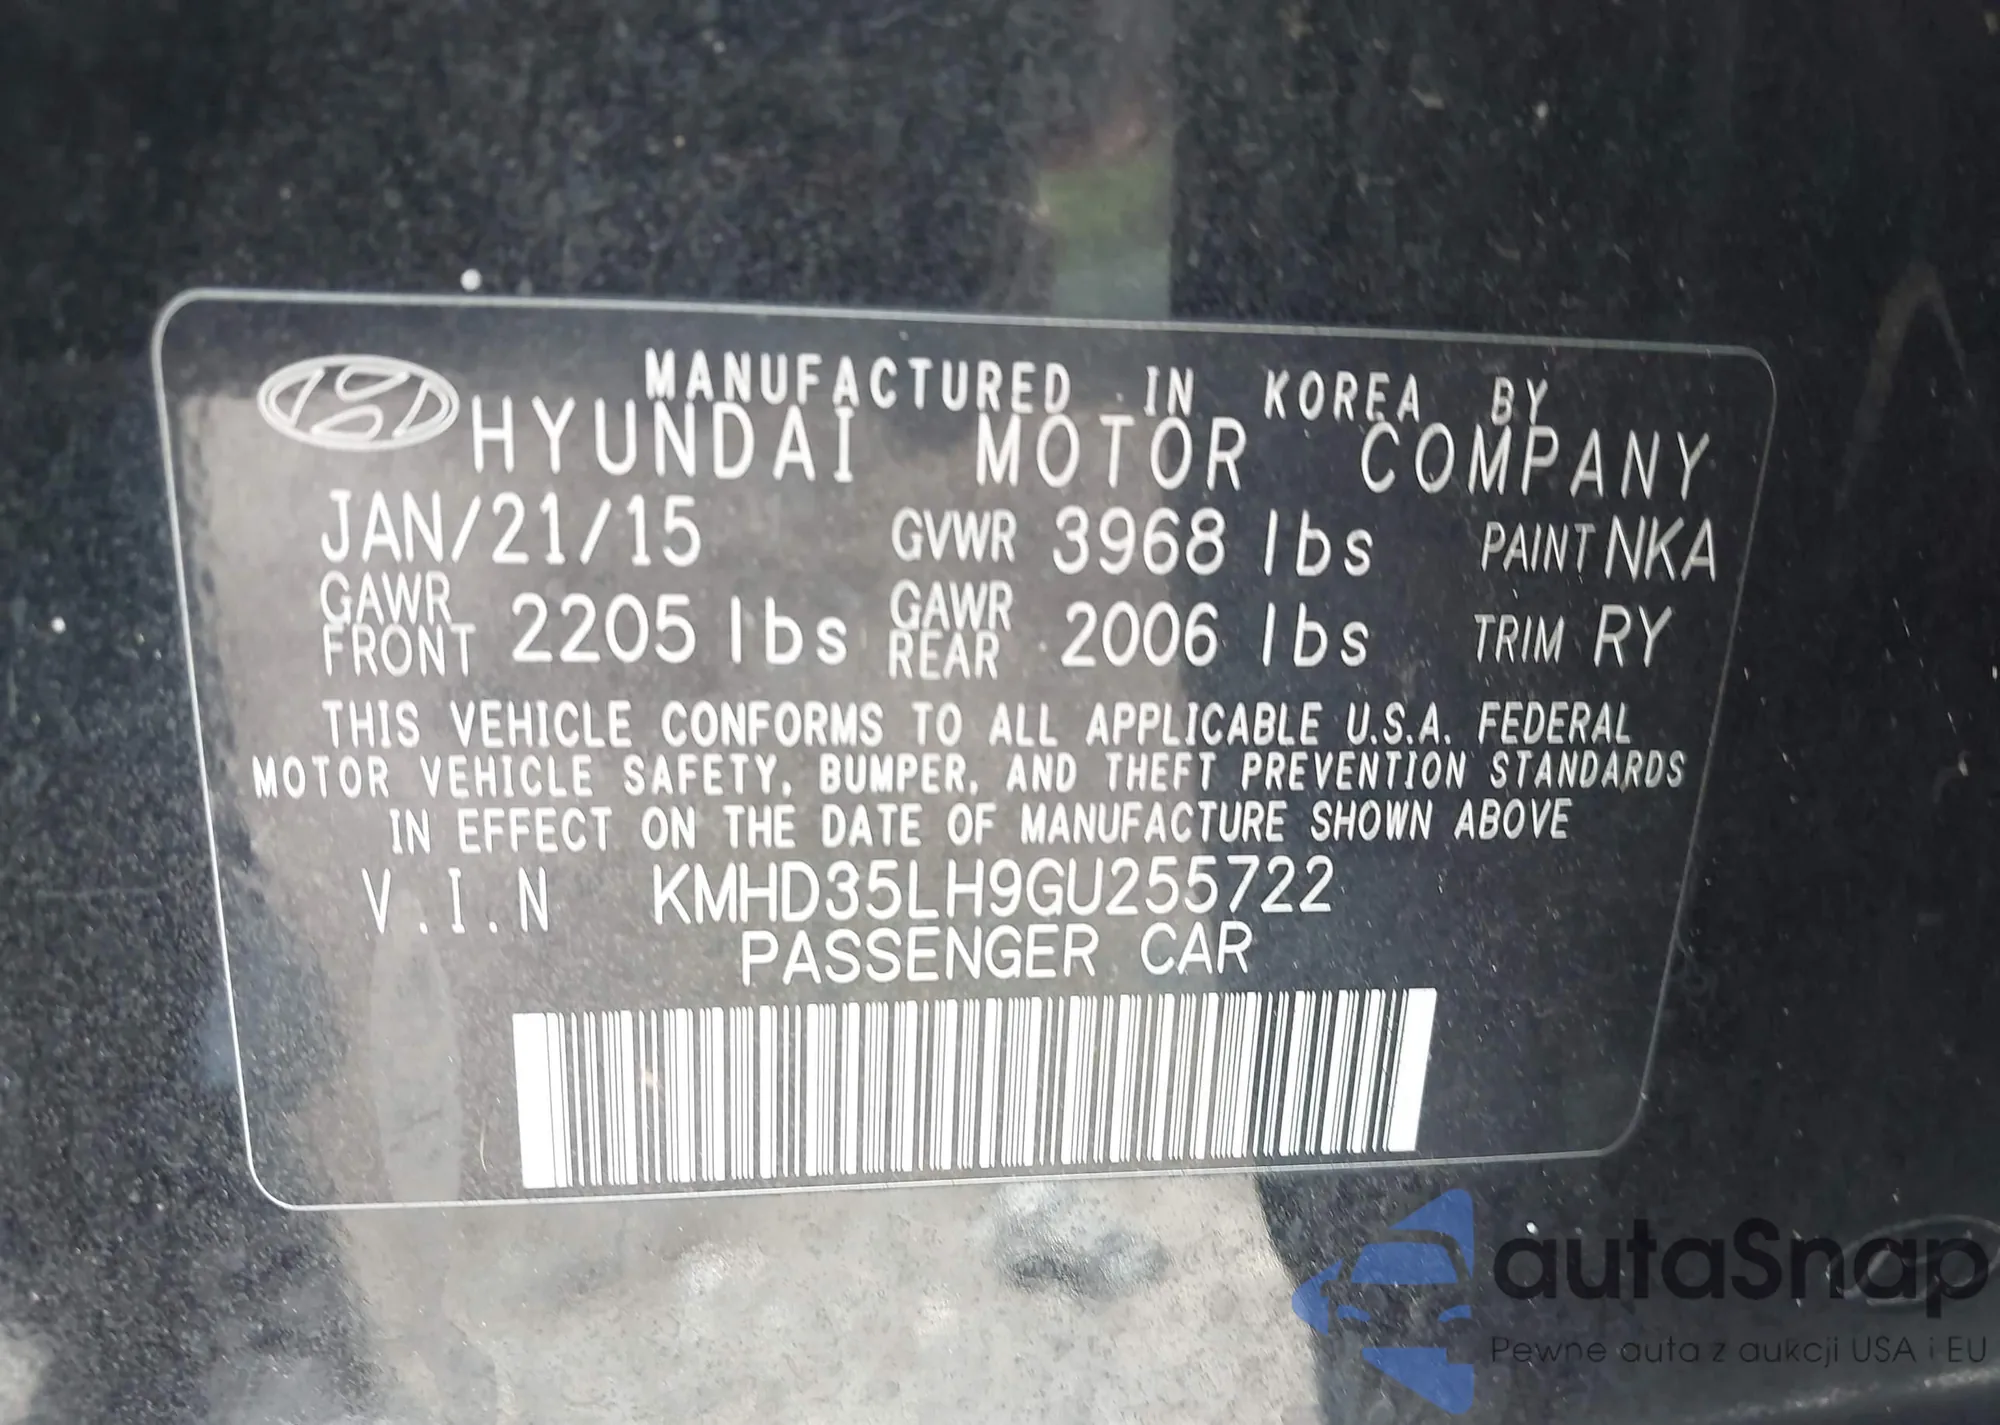 MANUFACTURED IN KOREA BY
HYUNDAI MOTOR COMPANY
JAN/21/15 GVWR 3968 lbs PAINT NKA
GAWR FRONT 2205 lbs GAWR REAR 2006 lbs TRIM RY
THIS VEHICLE CONFORMS TO ALL APPLICABLE U.S.A. FEDERAL
MOTOR VEHICLE SAFETY, BUMPER, AND THEFT PREVENTION STANDARDS
IN EFFECT ON THE DATE OF MANUFACTURE SHOWN ABOVE
V.I.N KMHD35LH9GU255722
PASSENGER CAR
autaSnap
Pewne auta z aukcji USA i EU